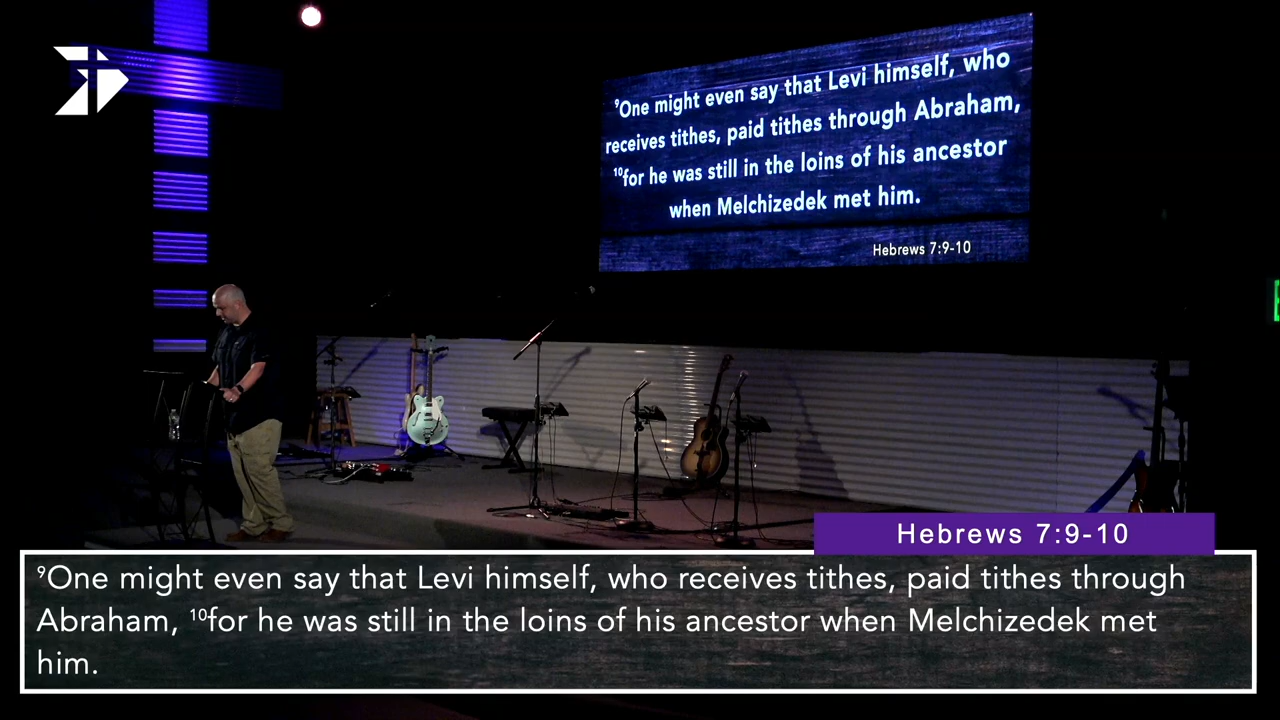 ⁹One might even say that Levi himself, who
receives tithes, paid tithes through Abraham,
¹⁰for he was still in the loins of his ancestor
when Melchizedek met him.
Hebrews 7:9-10
Hebrews 7:9-10
⁹One might even say that Levi himself, who receives tithes, paid tithes through
Abraham, ¹⁰for he was still in the loins of his ancestor when Melchizedek met
him.